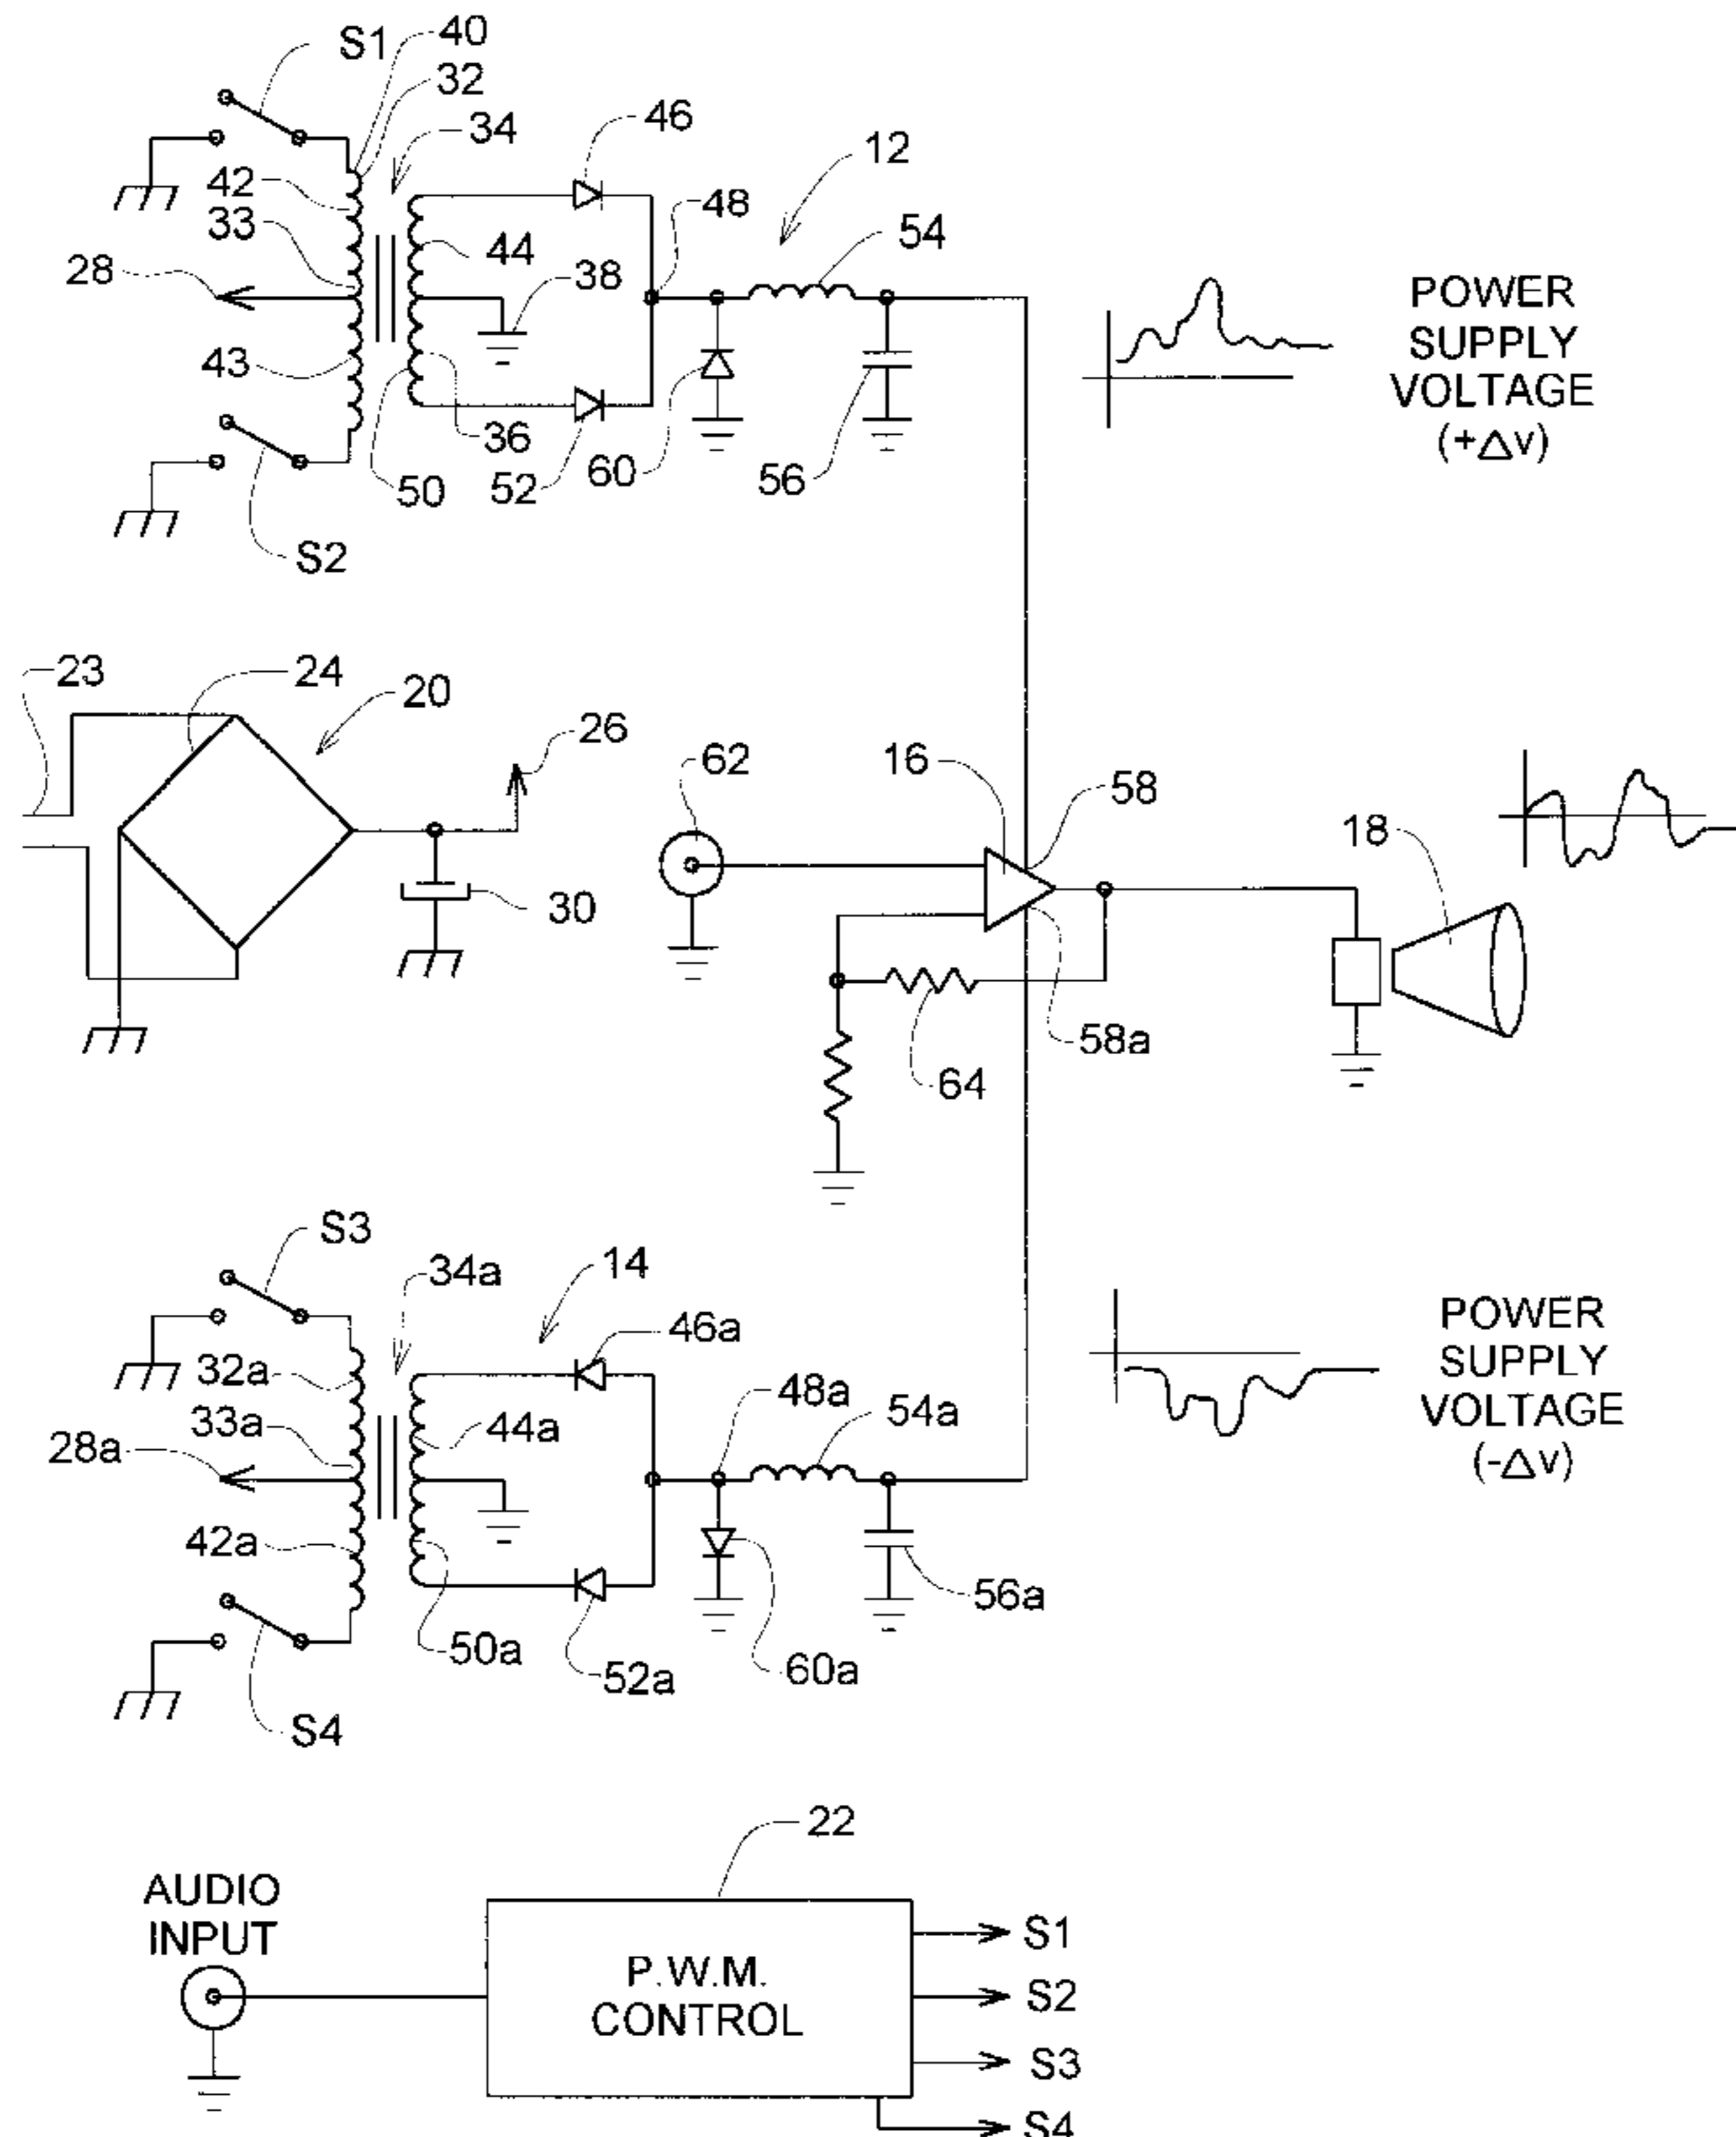 S1
40
32
34
46
12
42
33
48
54
28
44
38
43
36
50
52
60
56
S2
POWER
SUPPLY
VOLTAGE
(+Δv)
23
24
20
26
62
16
58
18
30
58a
64
S3
34a
14
46a
32a
33a
48a
54a
28a
44a
42a
56a
50a
52a
60a
S4
POWER
SUPPLY
VOLTAGE
(-Δv)
22
AUDIO
INPUT
P.W.M.
CONTROL
S1
S2
S3
S4